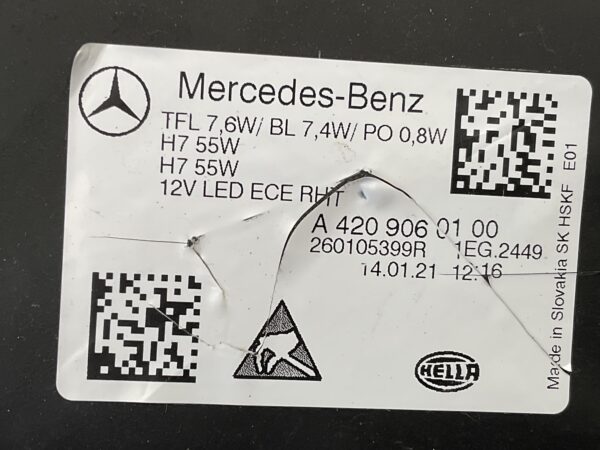 Mercedes-Benz
TFL 7,6W/ BL 7,4W/ PO 0,8W
H7 55W
H7 55W
12V LED ECE RHT
A 420 906 01 00
260105399R 1EG.2449
14.01.21 12:16
HELLA
Made in Slovakia SK HSKF E01